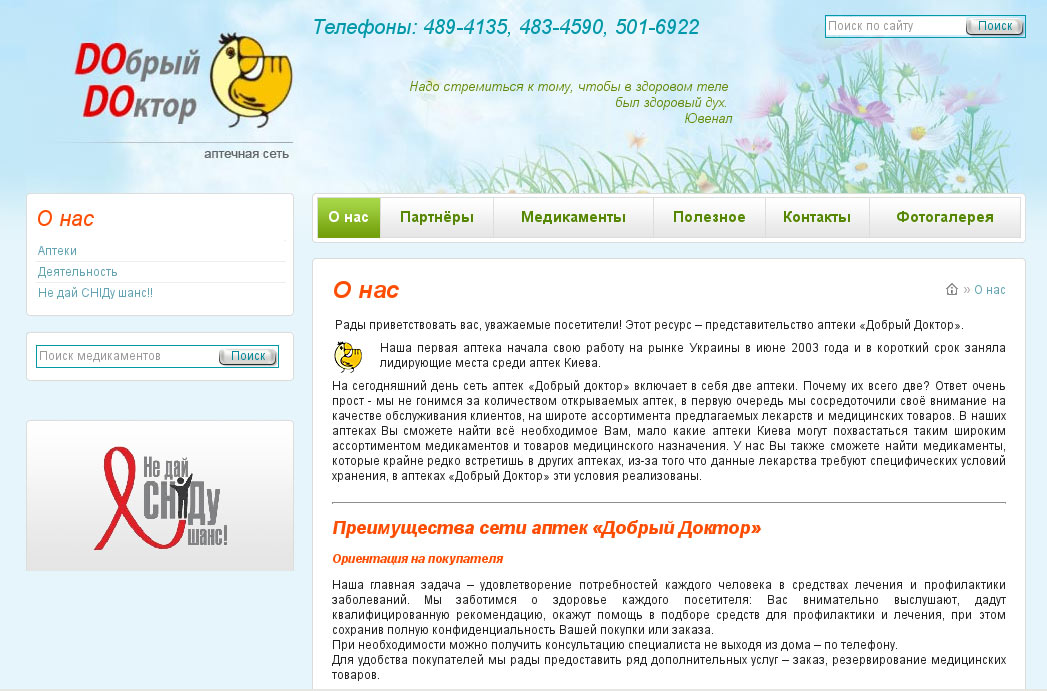 Телефоны: 489-4135, 483-4590, 501-6922
Поиск по сайту
Поиск
DOбрый
DOктор
аптечная сеть
Надо стремиться к тому, чтобы в здоровом теле
был здоровый дух.
Ювенал
О нас
Аптеки
Деятельность
Не дай СНІДу шанс!!
Поиск медикаментов
Поиск
Не дай
СНІДу
шанс!
О нас
Партнёры
Медикаменты
Полезное
Контакты
Фотогалерея
О нас
» О нас
Рады приветствовать вас, уважаемые посетители! Этот ресурс – представительство аптеки «Добрый Доктор».
Наша первая аптека начала свою работу на рынке Украины в июне 2003 года и в короткий срок заняла
лидирующие места среди аптек Киева.
На сегодняшний день сеть аптек «Добрый доктор» включает в себя две аптеки. Почему их всего две? Ответ очень
прост - мы не гонимся за количеством открываемых аптек, в первую очередь мы сосредоточили своё внимание на
качестве обслуживания клиентов, на широте ассортимента предлагаемых лекарств и медицинских товаров. В наших
аптеках Вы сможете найти всё необходимое Вам, мало какие аптеки Киева могут похвастаться таким широким
ассортиментом медикаментов и товаров медицинского назначения. У нас Вы также сможете найти медикаменты,
которые крайне редко встретишь в других аптеках, из-за того что данные лекарства требуют специфических условий
хранения, в аптеках «Добрый Доктор» эти условия реализованы.
Преимущества сети аптек «Добрый Доктор»
Ориентация на покупателя
Наша главная задача – удовлетворение потребностей каждого человека в средствах лечения и профилактики
заболеваний. Мы заботимся о здоровье каждого посетителя: Вас внимательно выслушают, дадут
квалифицированную рекомендацию, окажут помощь в подборе средств для профилактики и лечения, при этом
сохранив полную конфиденциальность Вашей покупки или заказа.
При необходимости можно получить консультацию специалиста не выходя из дома – по телефону.
Для удобства покупателей мы рады предоставить ряд дополнительных услуг – заказ, резервирование медицинских
товаров.